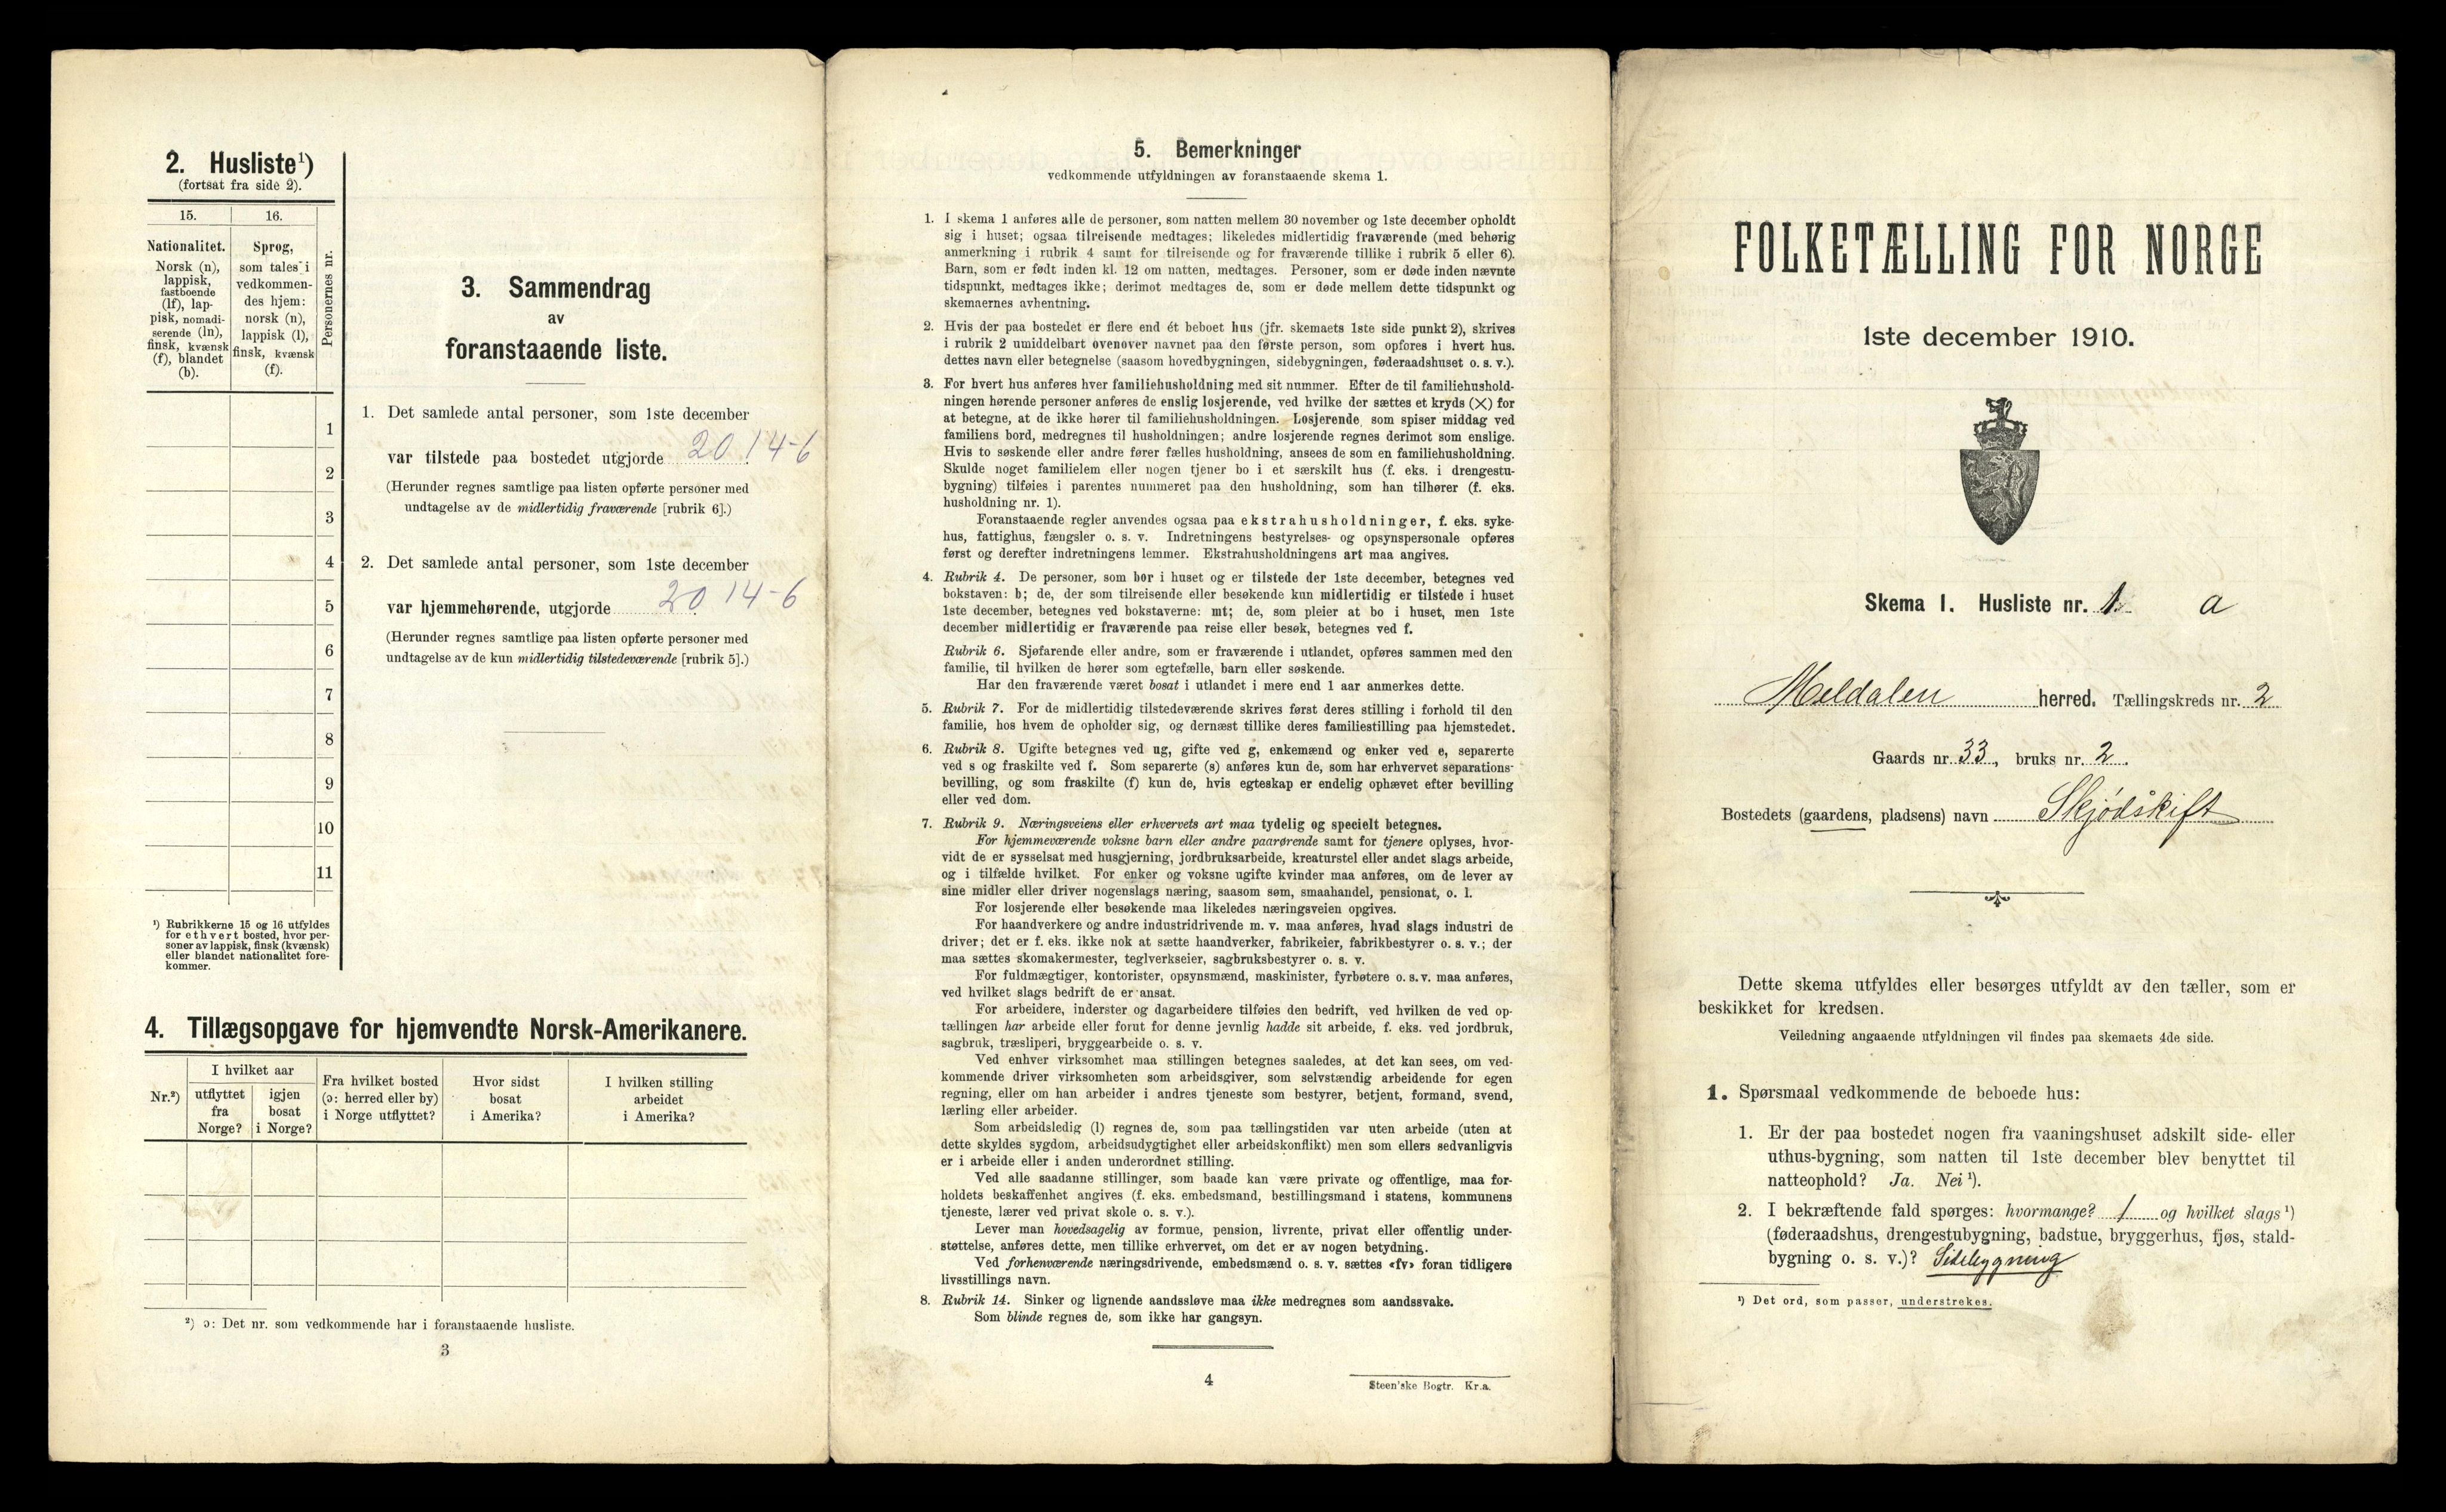 2. Husliste¹)
(fortsat fra side 2).
15.
16.
Personernes nr.
Nationalitet.
Norsk (n),
lappisk,
fastboende
(lf), lap-
pisk, nomadi-
serende (ln),
finsk, kvænsk
(f), blandet
(b).
Sprog,
som tales i
vedkommen-
des hjem:
norsk (n),
lappisk (l),
finsk, kvænsk
(f).
1
2
3
4
5
6
7
8
9
10
11
¹) Rubrikkerne 15 og 16 utfyldes
for ethvert bosted, hvor per-
soner av lappisk, finsk (kvænsk)
eller blandet nationalitet fore-
kommer.
3. Sammendrag
av
foranstaaende liste.
1. Det samlede antal personer, som 1ste december
var tilstede paa bostedet utgjorde 20 14-6
(Herunder regnes samtlige paa listen opførte personer med
undtagelse av de midlertidig fraværende [rubrik 6].)
2. Det samlede antal personer, som 1ste december
var hjemmehørende, utgjorde 20 14-6
(Herunder regnes samtlige paa listen opførte personer med
undtagelse av de kun midlertidig tilstedeværende [rubrik 5].)
4. Tillægsopgave for hjemvendte Norsk-Amerikanere.
Nr.²)
I hvilket aar
utflyttet
fra
Norge?
igjen
bosat
i Norge?
Fra hvilket bosted
(ɔ: herred eller by)
i Norge utflyttet?
Hvor sidst
bosat
i Amerika?
I hvilken stilling
arbeidet
i Amerika?
²) ɔ: Det nr. som vedkommende har i foranstaaende husliste.
3
5. Bemerkninger
vedkommende utfyldningen av foranstaaende skema 1.
1. I skema 1 anføres alle de personer, som natten mellem 30 november og 1ste december opholdt
sig i huset; ogsaa tilreisende medtages; likeledes midlertidig fraværende (med behørig
anmerkning i rubrik 4 samt for tilreisende og for fraværende tillike i rubrik 5 eller 6).
Barn, som er født inden kl. 12 om natten, medtages. Personer, som er døde inden nævnte
tidspunkt, medtages ikke; derimot medtages de, som er døde mellem dette tidspunkt og
skemaernes avhentning.
2. Hvis der paa bostedet er flere end ét beboet hus (jfr. skemaets 1ste side punkt 2), skrives
i rubrik 2 umiddelbart ovenover navnet paa den første person, som opføres i hvert hus.
dettes navn eller betegnelse (saasom hovedbygningen, sidebygningen, føderaadshuset o. s. v.).
3. For hvert hus anføres hver familiehusholdning med sit nummer. Efter de til familiehushold-
ningen hørende personer anføres de enslig losjerende, ved hvilke der sættes et kryds (×) for
at betegne, at de ikke hører til familiehusholdningen. Losjerende som spiser middag ved
familiens bord, medregnes til husholdningen; andre losjerende regnes derimot som enslige.
Hvis to søskende eller andre fører fælles husholdning, ansees de som en familiehusholdning.
Skulde noget familielem eller nogen tjener bo i et særskilt hus (f. eks. i drengestu-
bygning) tilføies i parentes nummeret paa den husholdning, som han tilhører (f. eks.
husholdning nr. 1).
Foranstaaende regler anvendes ogsaa paa ekstrahusholdninger, f. eks. syke-
hus, fattighus, fængsler o. s. v. Indretningens bestyrelses- og opsynspersonale opføres
først og derefter indretningens lemmer. Ekstrahusholdningens art maa angives.
4. Rubrik 4. De personer, som bor i huset og er tilstede der 1ste december, betegnes ved
bokstaven: b; de, der som tilreisende eller besøkende kun midlertidig er tilstede i huset
1ste december, betegnes ved bokstaverne: mt; de, som pleier at bo i huset, men 1ste
december midlertidig er fraværende paa reise eller besøk, betegnes ved f.
Rubrik 6. Sjøfarende eller andre, som er fraværende i utlandet, opføres sammen med den
familie, til hvilken de hører som egtefælle, barn eller søskende.
Har den fraværende været bosat i utlandet i mere end 1 aar anmerkes dette.
5. Rubrik 7. For de midlertidig tilstedeværende skrives først deres stilling i forhold til den
familie, hos hvem de opholder sig, og dernæst tillike deres familiestilling paa hjemstedet.
6. Rubrik 8. Ugifte betegnes ved ug, gifte ved g, enkemænd og enker ved e, separerte
ved s og fraskilte ved f. Som separerte (s) anføres kun de, som har erhvervet separations-
bevilling, og som fraskilte (f) kun de, hvis egteskap er endelig ophævet efter bevilling
eller ved dom.
7. Rubrik 9. Næringsveiens eller erhvervets art maa tydelig og specielt betegnes.
For hjemmeværende voksne barn eller andre paarørende samt for tjenere oplyses, hvor-
vidt de er sysselsat med husgjerning, jordbruksarbeide, kreaturstel eller andet slags arbeide,
og i tilfælde hvilket. For enker og voksne ugifte kvinder maa anføres, om de lever av
sine midler eller driver nogenslags næring, saasom søm, smaahandel, pensionat, o. l.
For losjerende eller besøkende maa likeledes næringsveien opgives.
For haandverkere og andre industridrivende m. v. maa anføres, hvad slags industri de
driver; det er f. eks. ikke nok at sætte haandverker, fabrikeier, fabrikbestyrer o. s. v.; der
maa sættes skomakermester, teglverkseier, sagbruksbestyrer o. s. v.
For fuldmægtiger, kontorister, opsynsmænd, maskinister, fyrbøtere o. s. v. maa anføres,
ved hvilket slags bedrift de er ansat.
For arbeidere, inderster og dagarbeidere tilføies den bedrift, ved hvilken de ved op-
tællingen har arbeide eller forut for denne jevnlig hadde sit arbeide, f. eks. ved jordbruk,
sagbruk, træsliperi, bryggearbeide o. s. v.
Ved enhver virksomhet maa stillingen betegnes saaledes, at det kan sees, om ved-
kommende driver virksomheten som arbeidsgiver, som selvstændig arbeidende for egen
regning, eller om han arbeider i andres tjeneste som bestyrer, betjent, formand, svend,
lærling eller arbeider.
Som arbeidsledig (l) regnes de, som paa tællingstiden var uten arbeide (uten at
dette skyldes sygdom, arbeidsudygtighet eller arbeidskonflikt) men som ellers sedvanligvis
er i arbeide eller i anden underordnet stilling.
Ved alle saadanne stillinger, som baade kan være private og offentlige, maa for-
holdets beskaffenhet angives (f. eks. embedsmand, bestillingsmand i statens, kommunens
tjeneste, lærer ved privat skole o. s. v.).
Lever man hovedsagelig av formue, pension, livrente, privat eller offentlig under-
støttelse, anføres dette, men tillike erhvervet, om det er av nogen betydning.
Ved forhenværende næringsdrivende, embedsmænd o. s. v. sættes «fv» foran tidligere
livsstillings navn.
8. Rubrik 14. Sinker og lignende aandssløve maa ikke medregnes som aandssvake.
Som blinde regnes de, som ikke har gangsyn.
4
Steen'ske Bogtr. Kr.a.
FOLKETÆLLING FOR NORGE
1ste december 1910.
Skema 1. Husliste nr. 1 a
Meldalen herred. Tællingskreds nr. 2
Gaards nr. 33, bruks nr. 2.
Bostedets (gaardens, pladsens) navn Skjødskift
Dette skema utfyldes eller besørges utfyldt av den tæller, som er
beskikket for kredsen.
Veiledning angaaende utfyldningen vil findes paa skemaets 4de side.
1. Spørsmaal vedkommende de beboede hus:
1. Er der paa bostedet nogen fra vaaningshuset adskilt side- eller
uthus-bygning, som natten til 1ste december blev benyttet til
natteophold? Ja. Nei ¹).
2. I bekræftende fald spørges: hvormange? 1 og hvilket slags ¹)
(føderaadshus, drengestubygning, badstue, bryggerhus, fjøs, stald-
bygning o. s. v.)? Sidebygning
¹) Det ord, som passer, understrekes.